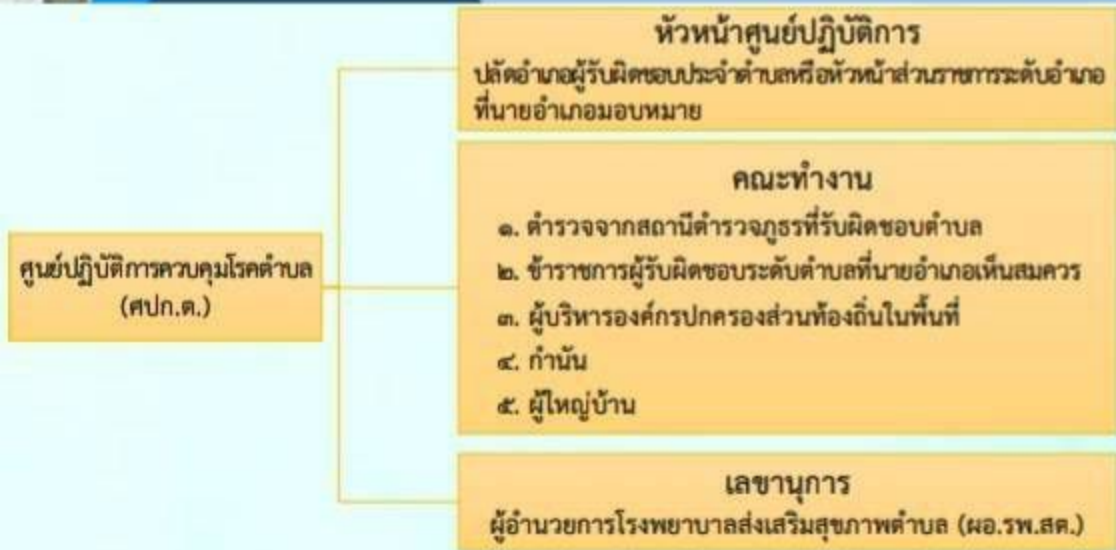 ศูนย์ปฏิบัติการควบคุมโรคตำบล
(ศปก.ต.)
หัวหน้าศูนย์ปฏิบัติการ
ปลัดอำเภอผู้รับผิดชอบประจำตำบลหรือหัวหน้าส่วนราชการระดับอำเภอ
ที่นายอำเภอมอบหมาย
คณะทำงาน
๑. ตำรวจจากสถานีตำรวจภูธรที่รับผิดชอบตำบล
๒. ข้าราชการผู้รับผิดชอบระดับตำบลที่นายอำเภอเห็นสมควร
๓. ผู้บริหารองค์กรปกครองส่วนท้องถิ่นในพื้นที่
๔. กำนัน
๕. ผู้ใหญ่บ้าน
เลขานุการ
ผู้อำนวยการโรงพยาบาลส่งเสริมสุขภาพตำบล (ผอ.รพ.สต.)